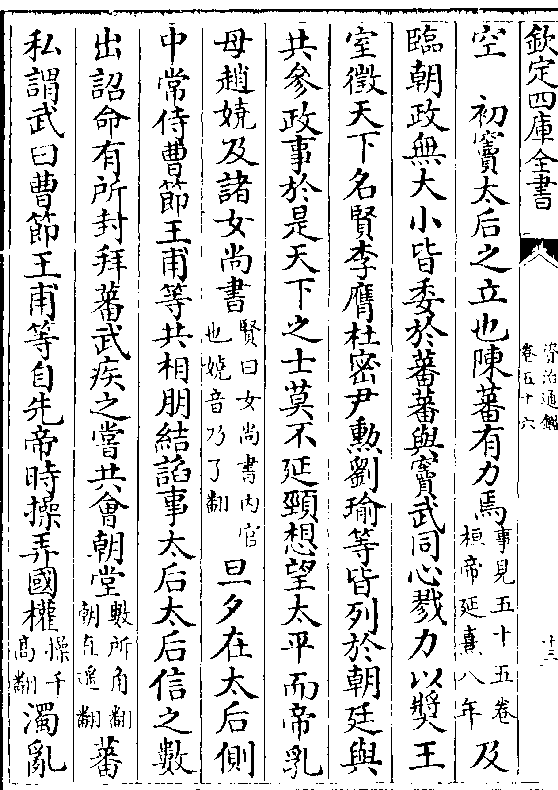 欽定四庫全書
資治通鑑
卷五十六
十三
空　初竇太后之立也陳蕃有力焉事見五十五卷桓帝延熹八年及
臨朝政無大小皆委於蕃蕃與竇武同心戮力以奬王
室徵天下名賢李膺杜密尹勲劉瑜等皆列於朝廷與
共參政事於是天下之士莫不延頸想望太平而帝乳
母趙嬈及諸女尚書賢曰女尚書内官也嬈音乃了翻旦夕在太后側
中常侍曹節王甫等共相朋結諂事太后太后信之數
出詔命有所封拜蕃武疾之嘗共會朝堂數所角翻朝直遥翻蕃
私謂武曰曹節王甫等自先帝時操弄國權操千高翻濁亂